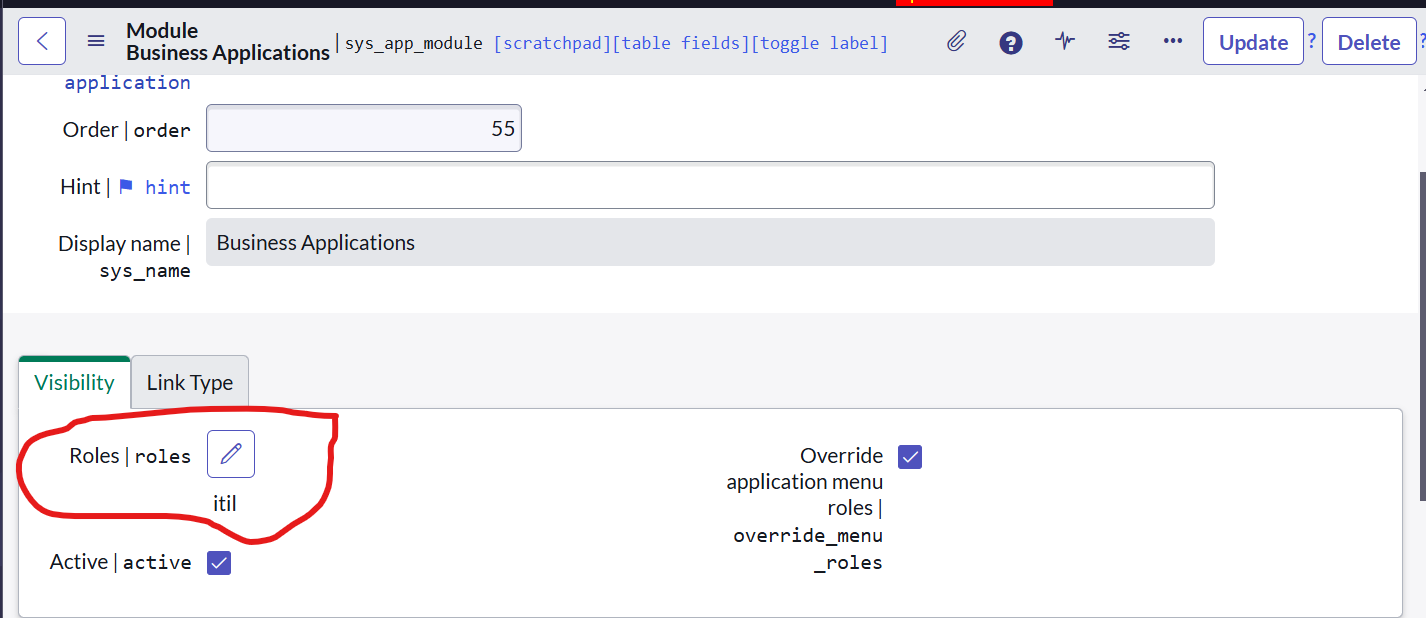 Module
Business Applications | sys_app_module [scratchpad][table fields][toggle label]
? Update ? Delete ?
application
Order | order 55
Hint | hint
Display name | Business Applications
sys_name
Visibility Link Type
Roles | roles
itil
Active | active
Override
application menu
roles |
override_menu
_roles